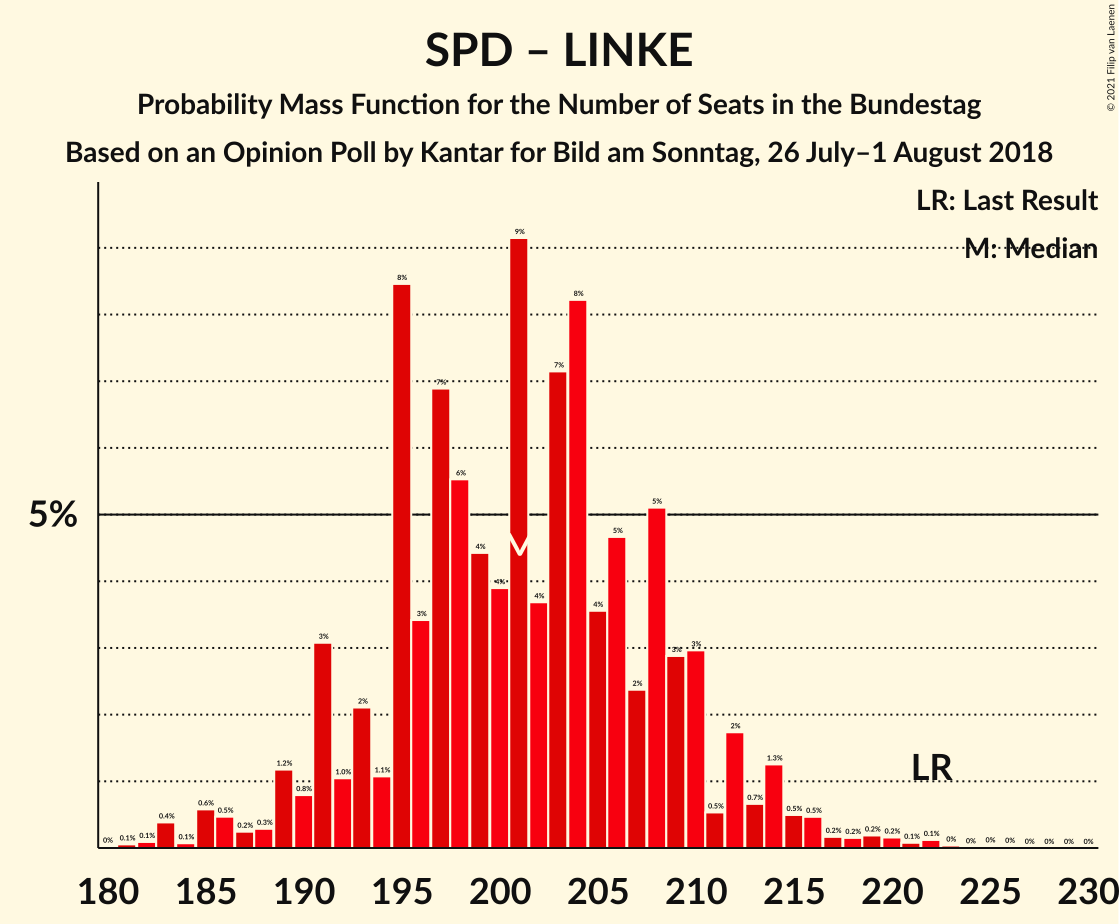 © 2021 Filip van Laenen
SPD – LINKE
Probability Mass Function for the Number of Seats in the Bundestag
Based on an Opinion Poll by Kantar for Bild am Sonntag, 26 July–1 August 2018
LR: Last Result
M: Median
5%
0% 0.1% 0.1% 0.4% 0.1% 0.6% 0.5% 0.2% 0.3% 1.2% 0.8% 3% 1.0% 2% 1.1% 8% 3% 7% 6% 4% 4% 9% 4% 7% 8% 4% 5% 2% 5% 3% 3% 0.5% 2% 0.7% 1.3% 0.5% 0.5% 0.2% 0.2% 0.2% 0.2% 0.1% 0.1% 0% 0% 0% 0% 0% 0% 0% 0%
M
LR
180 185 190 195 200 205 210 215 220 225 230